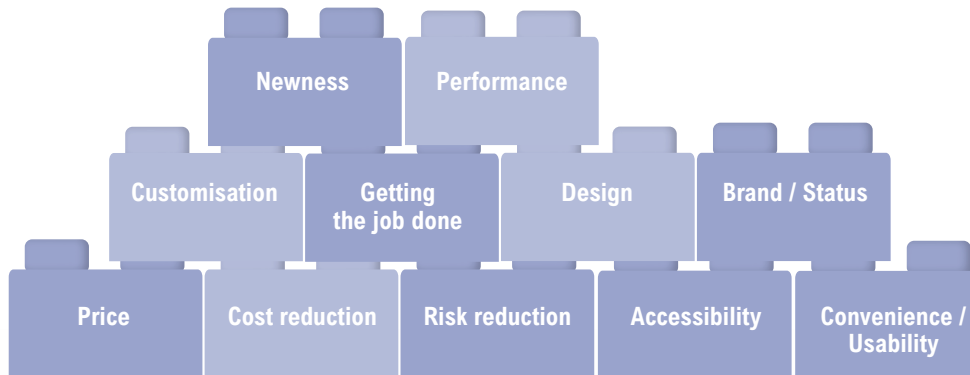 Newness
Performance
Customisation
Getting
the job done
Design
Brand / Status
Price
Cost reduction
Risk reduction
Accessibility
Convenience /
Usability